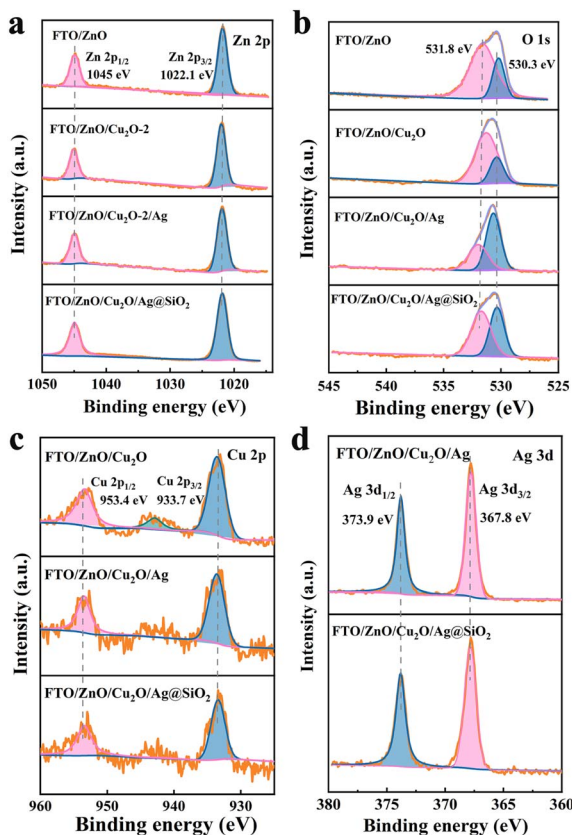 a
FTO/ZnO
Zn 2p1/2
1045 eV
Zn 2p3/2
1022.1 eV
Zn 2p
FTO/ZnO/Cu2O-2
FTO/ZnO/Cu2O-2/Ag
FTO/ZnO/Cu2O/Ag@SiO2
Intensity (a.u.)
1050 1040 1030 1020
Binding energy (eV)
b
FTO/ZnO
O 1s
531.8 eV
530.3 eV
FTO/ZnO/Cu2O
FTO/ZnO/Cu2O/Ag
FTO/ZnO/Cu2O/Ag@SiO2
Intensity (a.u.)
545 540 535 530 525
Binding energy (eV)
c
FTO/ZnO/Cu2O
Cu 2p
Cu 2p1/2
953.4 eV
Cu 2p3/2
933.7 eV
FTO/ZnO/Cu2O/Ag
FTO/ZnO/Cu2O/Ag@SiO2
Intensity (a.u.)
960 950 940 930
Binding energy (eV)
d
FTO/ZnO/Cu2O/Ag
Ag 3d
Ag 3d1/2
373.9 eV
Ag 3d3/2
367.8 eV
FTO/ZnO/Cu2O/Ag@SiO2
Intensity (a.u.)
380 375 370 365 360
Binding energy (eV)